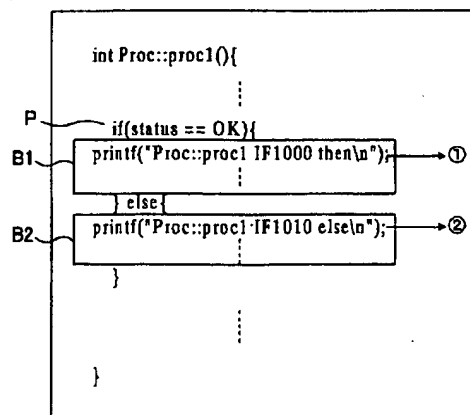 int Proc::proc1(){
P
if(status == OK){
B1
printf("Proc::proc1 IF1000 then\n"); ①
} else{
B2
printf("Proc::proc1 IF1010 else\n"); ②
}
}